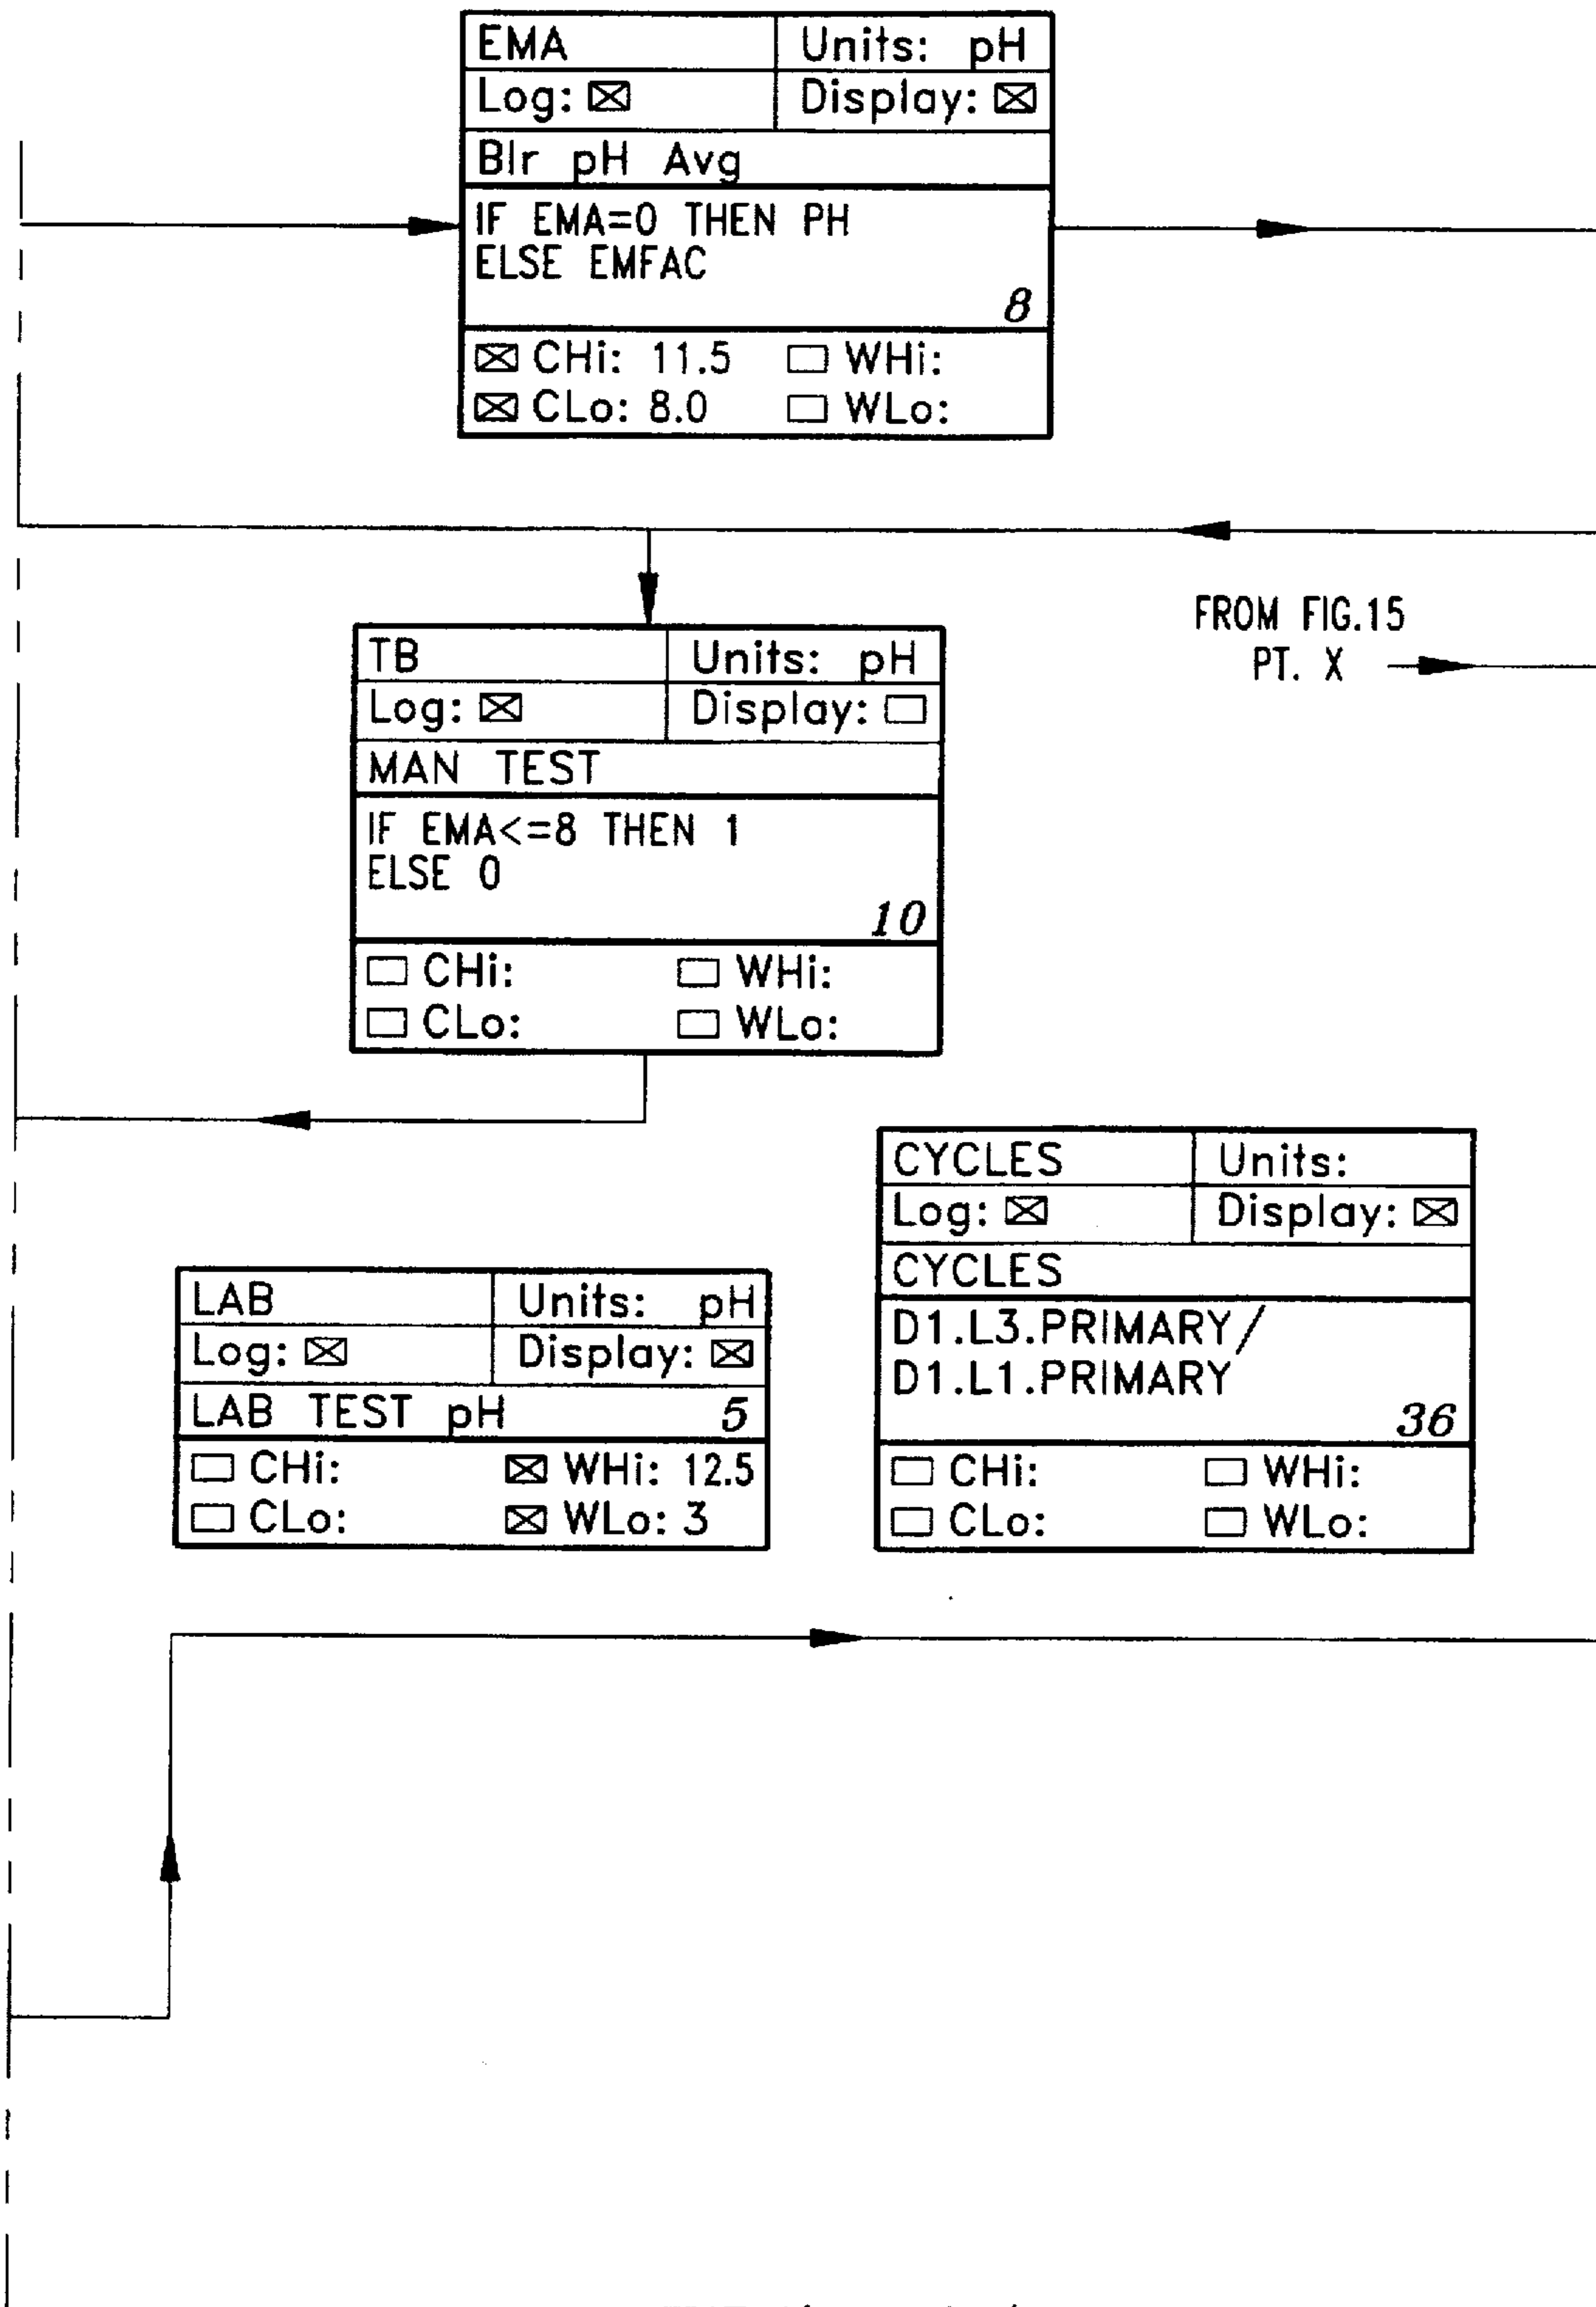 EMA Units: pH
Log: ☒ Display: ☒
Blr pH Avg
IF EMA=0 THEN PH
ELSE EMFAC
8
☒ CHi: 11.5 ☐ WHi:
☒ CLo: 8.0 ☐ WLo:
FROM FIG.15
PT. X
TB Units: pH
Log: ☒ Display: ☐
MAN TEST
IF EMA<=8 THEN 1
ELSE 0
10
☐ CHi: ☐ WHi:
☐ CLo: ☐ WLo:
CYCLES Units:
Log: ☒ Display: ☒
CYCLES
D1.L3.PRIMARY/
D1.L1.PRIMARY
36
☐ CHi: ☐ WHi:
☐ CLo: ☐ WLo:
LAB Units: pH
Log: ☒ Display: ☒
LAB TEST pH 5
☐ CHi: ☒ WHi: 12.5
☐ CLo: ☒ WLo: 3